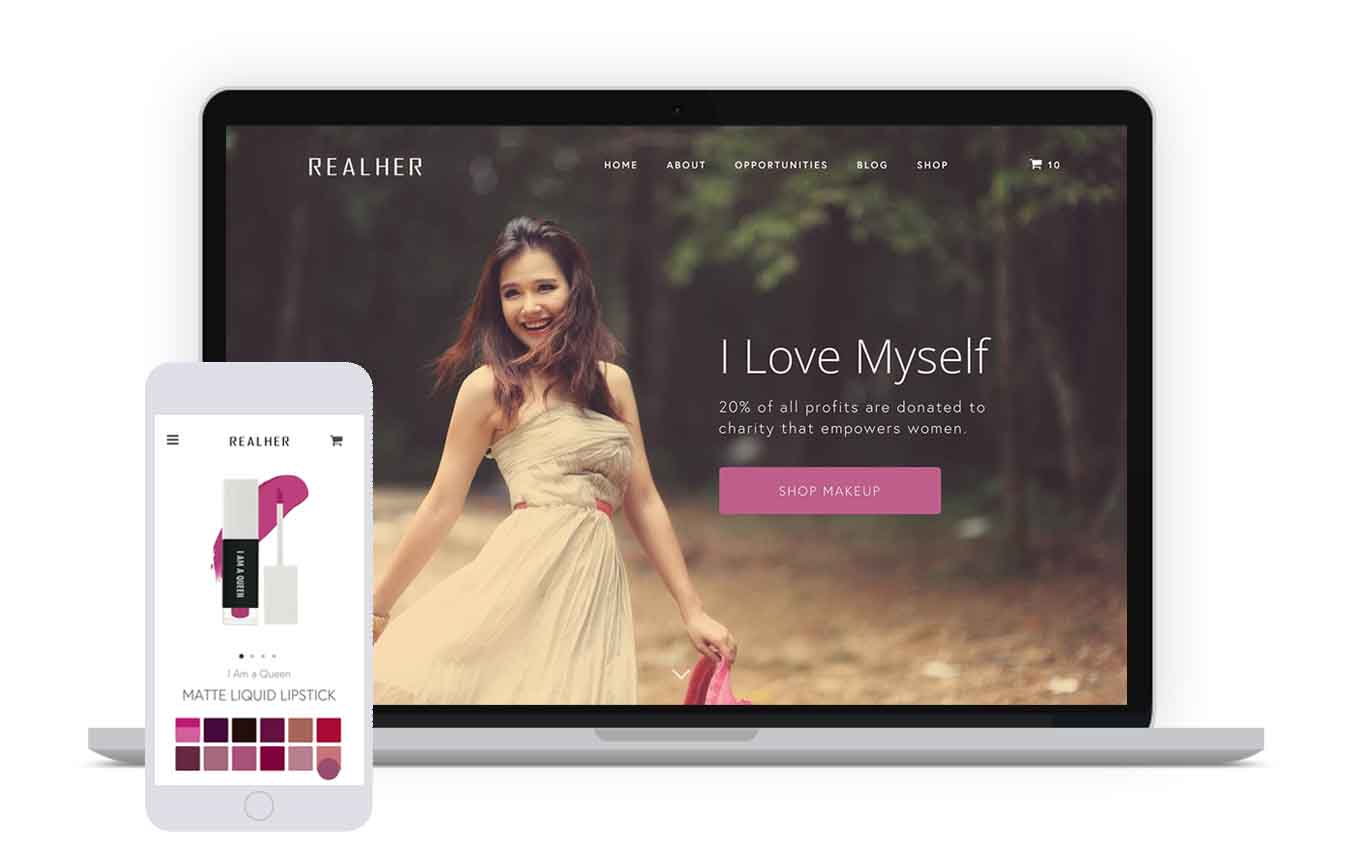 REALHER
HOME ABOUT OPPORTUNITIES BLOG SHOP 10
I Love Myself
20% of all profits are donated to
charity that empowers women.
SHOP MAKEUP
REALHER
I AM A QUEEN
I Am a Queen
MATTE LIQUID LIPSTICK